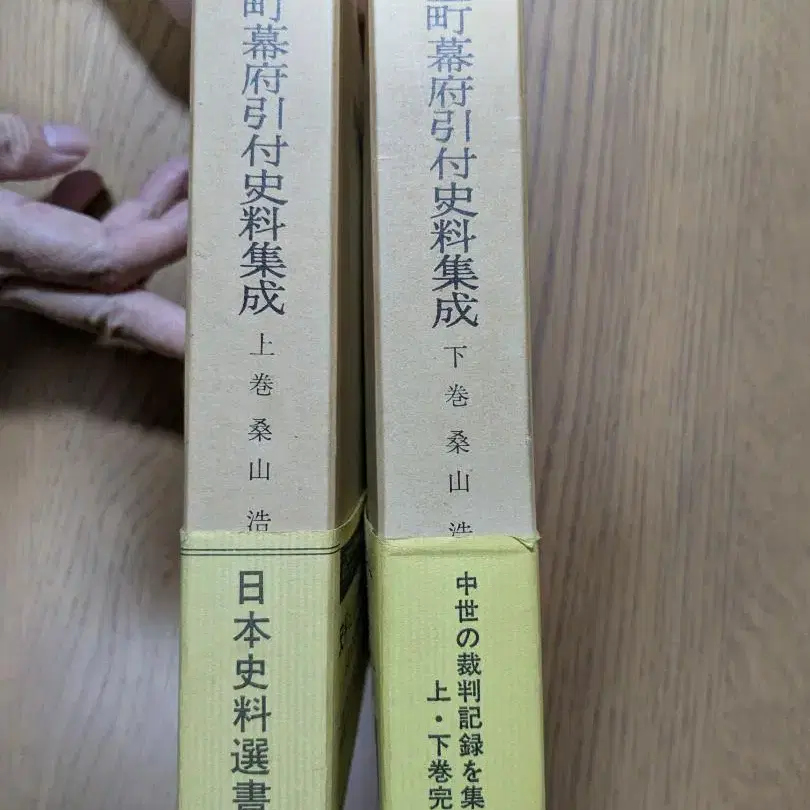 町幕府引付史料集成
上巻 桑山浩
日本史料選書
町幕府引付史料集成
下巻 桑山浩
中世の裁判記録を集
上・下巻完